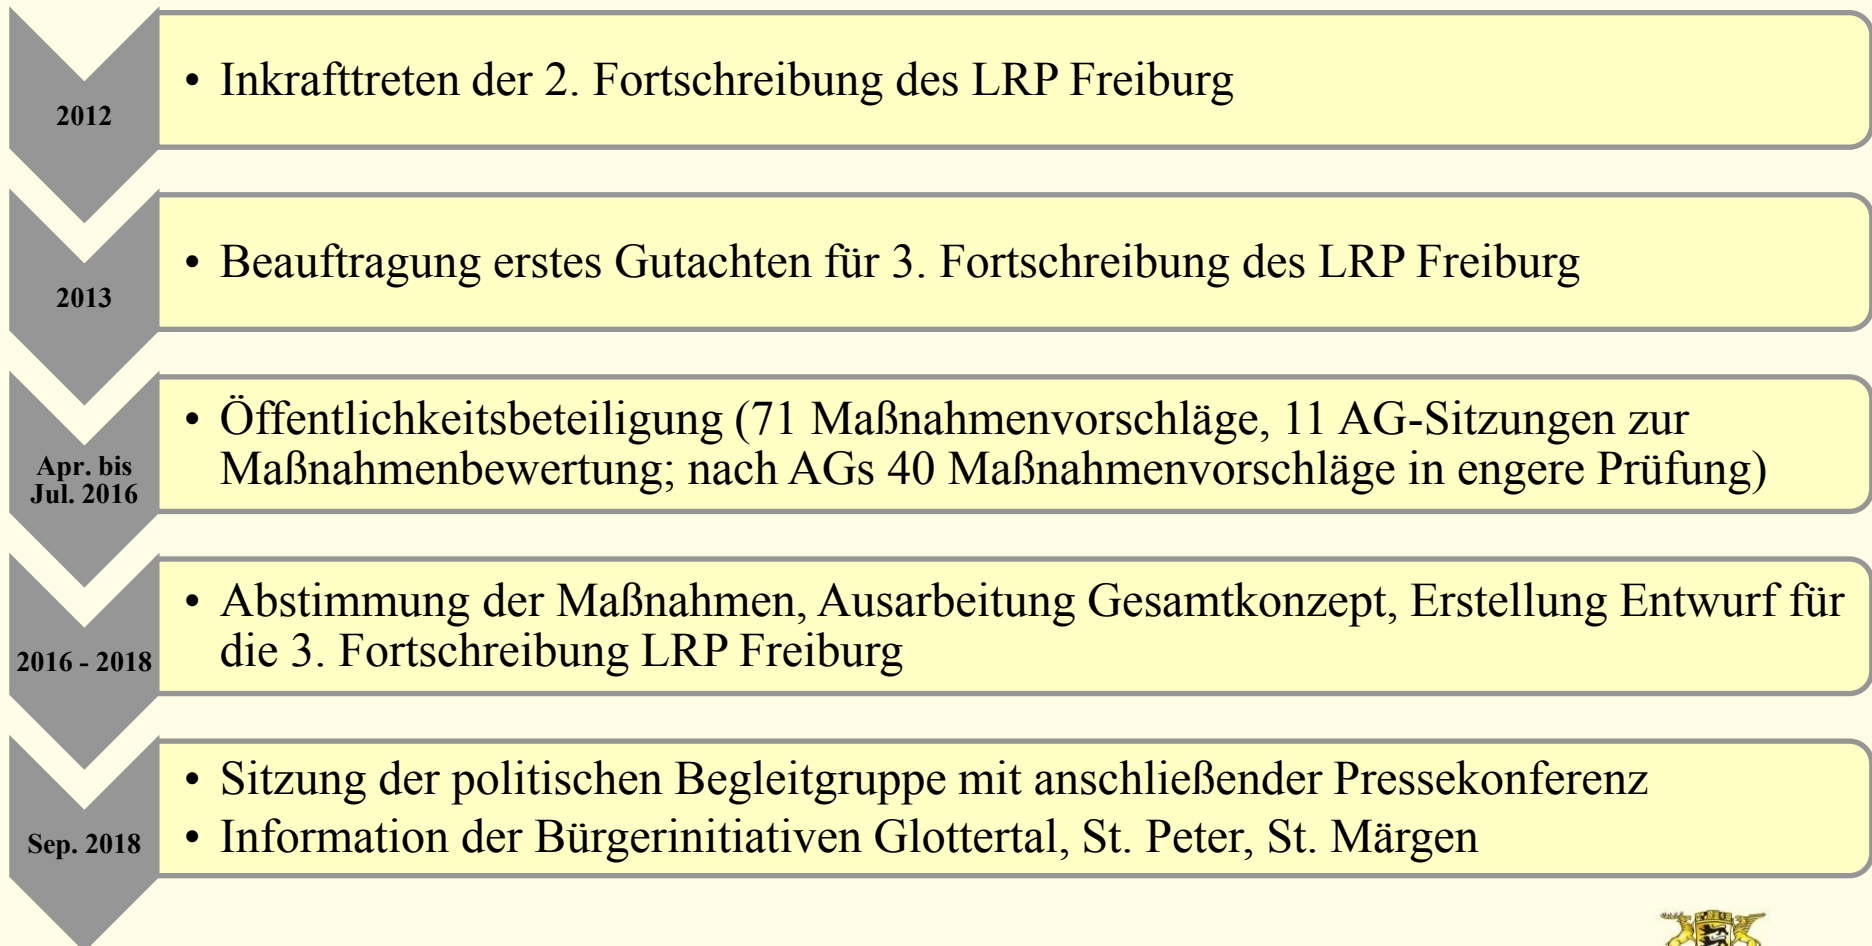 2012
• Inkrafttreten der 2. Fortschreibung des LRP Freiburg
2013
• Beauftragung erstes Gutachten für 3. Fortschreibung des LRP Freiburg
Apr. bis
Jul. 2016
• Öffentlichkeitsbeteiligung (71 Maßnahmenvorschläge, 11 AG-Sitzungen zur
Maßnahmenbewertung; nach AGs 40 Maßnahmenvorschläge in engere Prüfung)
2016 - 2018
• Abstimmung der Maßnahmen, Ausarbeitung Gesamtkonzept, Erstellung Entwurf für
die 3. Fortschreibung LRP Freiburg
Sep. 2018
• Sitzung der politischen Begleitgruppe mit anschließender Pressekonferenz
• Information der Bürgerinitiativen Glottertal, St. Peter, St. Märgen